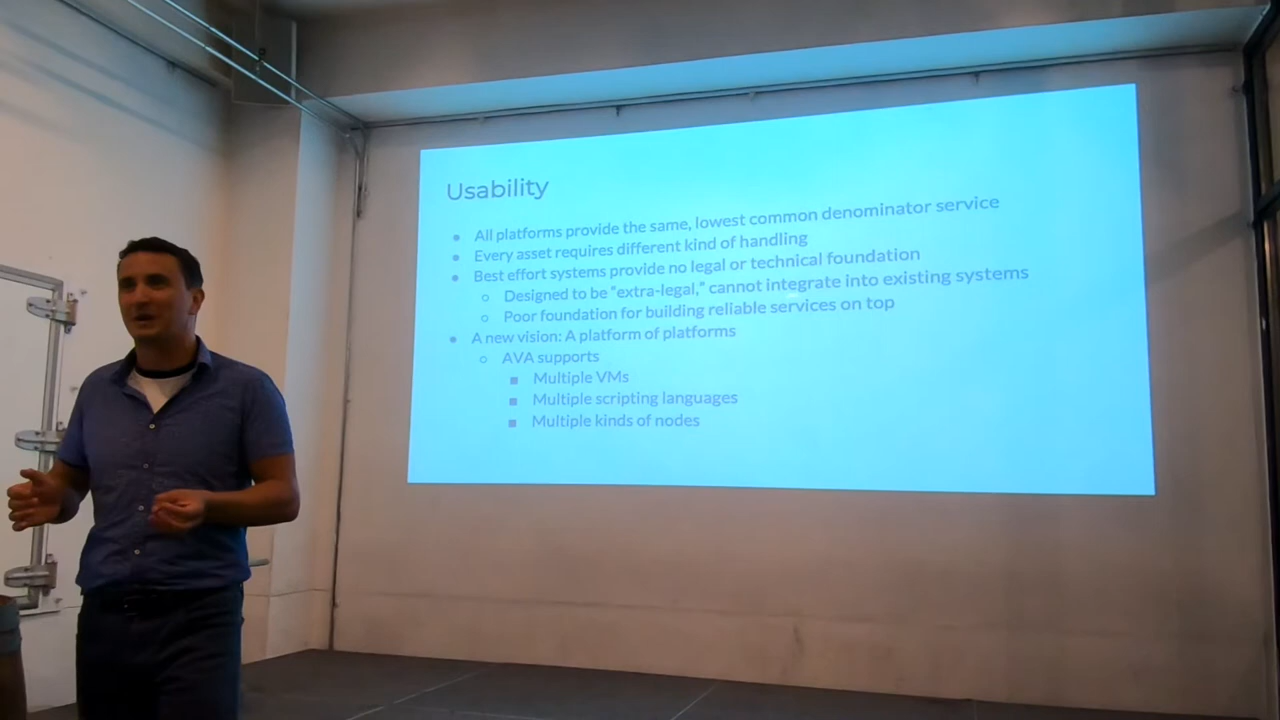 Usability
All platforms provide the same, lowest common denominator service
Every asset requires different kind of handling
Best effort systems provide no legal or technical foundation
Designed to be "extra-legal," cannot integrate into existing systems
Poor foundation for building reliable services on top
A new vision: A platform of platforms
AVA supports
Multiple VMs
Multiple scripting languages
Multiple kinds of nodes